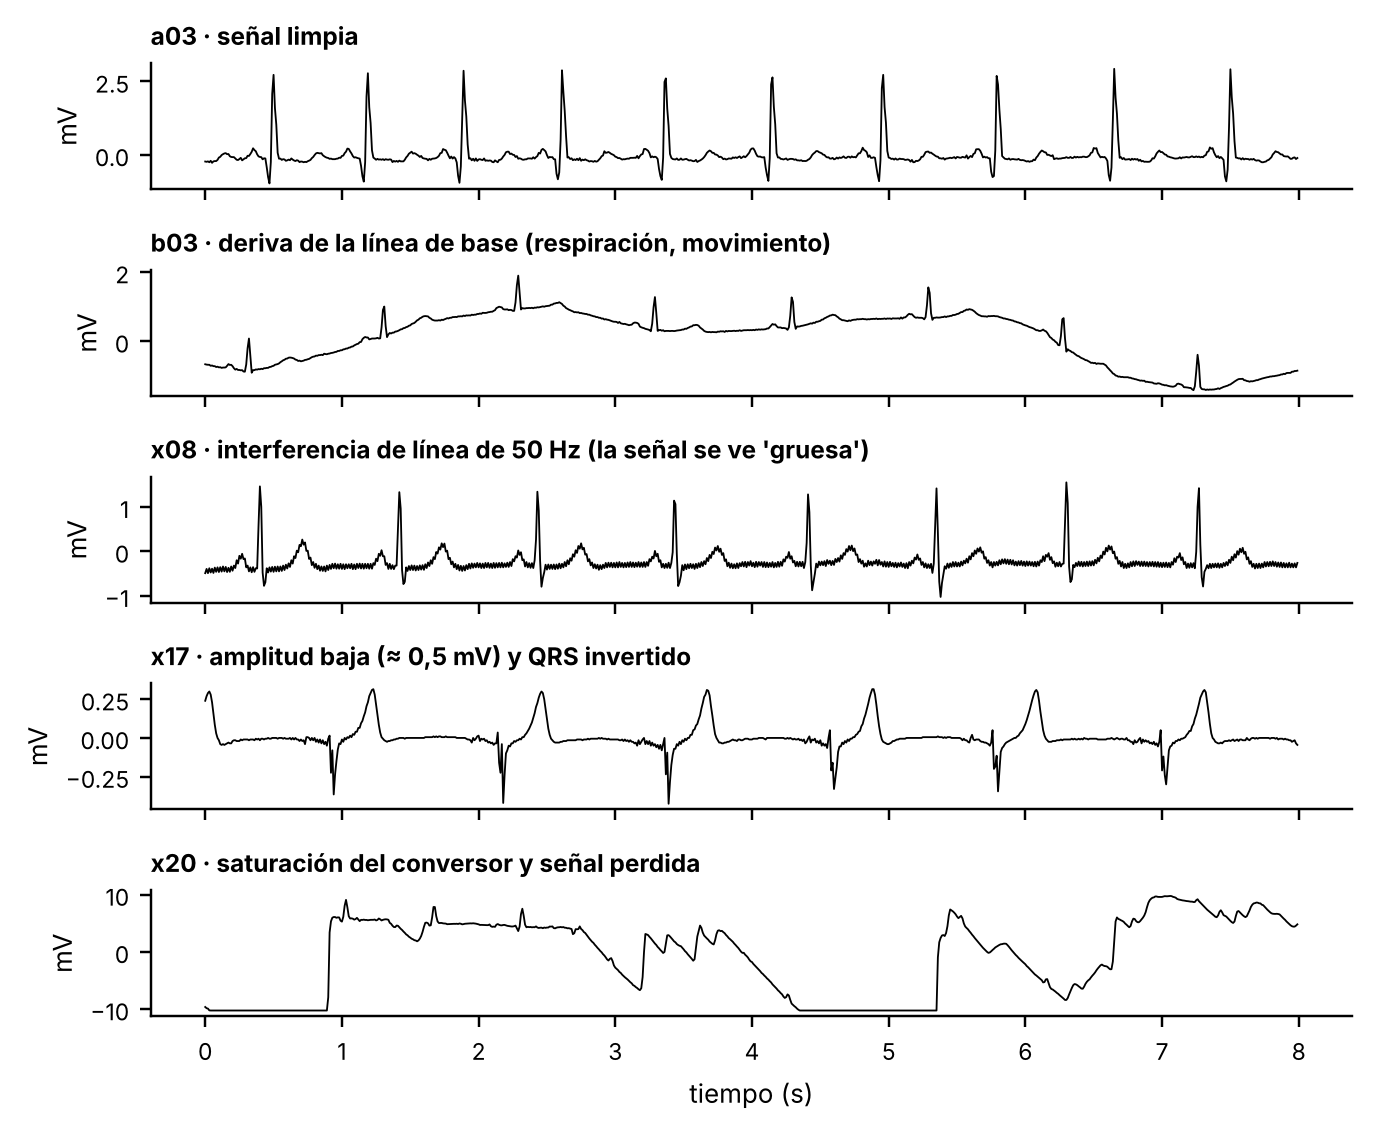 a03 · señal limpia
2.5
0.0
mV
b03 · deriva de la línea de base (respiración, movimiento)
2
0
mV
x08 · interferencia de línea de 50 Hz (la señal se ve 'gruesa')
1
0
−1
mV
x17 · amplitud baja (≈ 0,5 mV) y QRS invertido
0.25
0.00
−0.25
mV
x20 · saturación del conversor y señal perdida
10
0
−10
mV
0 1 2 3 4 5 6 7 8
tiempo (s)